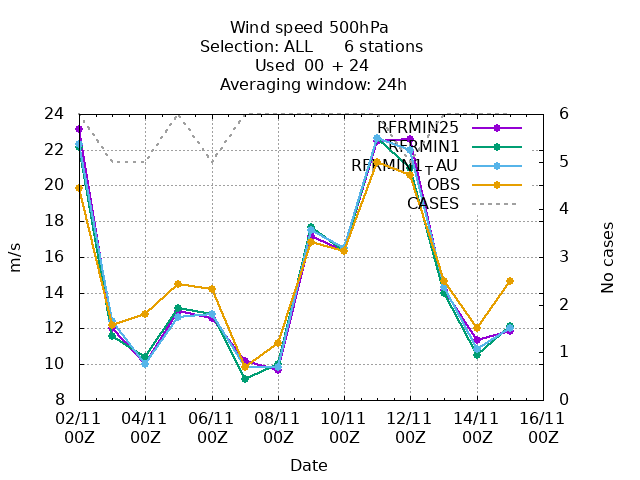 Wind speed 500hPa
Selection: ALL 6 stations
Used 00 + 24
Averaging window: 24h
24
22
20
18
16
14
12
10
8
m/s
6
5
4
3
2
1
0
No cases
RFRMIN25
RFRMIN1
RFRMIN1_TAU
OBS
CASES
02/11 04/11 06/11 08/11 10/11 12/11 14/11 16/11
00Z 00Z 00Z 00Z 00Z 00Z 00Z 00Z
Date